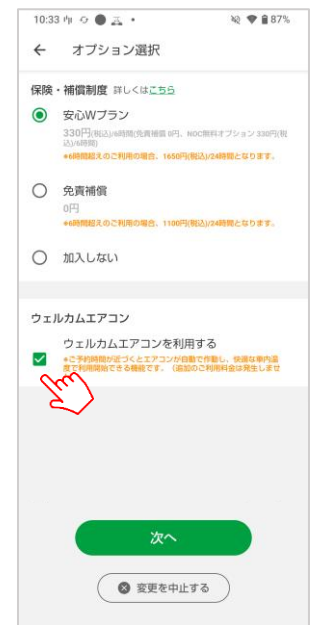 10:33
87%
← オプション選択
保険・補償制度 詳しくはこちら
安心Wプラン
330円(税込)/6時間(免責補償 0円、NOC無料オプション 330円(税
込)/6時間)
※6時間超えのご利用の場合、1650円(税込)/24時間となります。
免責補償
0円
※6時間超えのご利用の場合、1100円(税込)/24時間となります。
加入しない
ウェルカムエアコン
ウェルカムエアコンを利用する
※ご予約時間が近づくとエアコンが自動で作動し、快適な車内温
度で利用開始できる機能です。（追加のご利用料金は発生しませ
次へ
変更を中止する